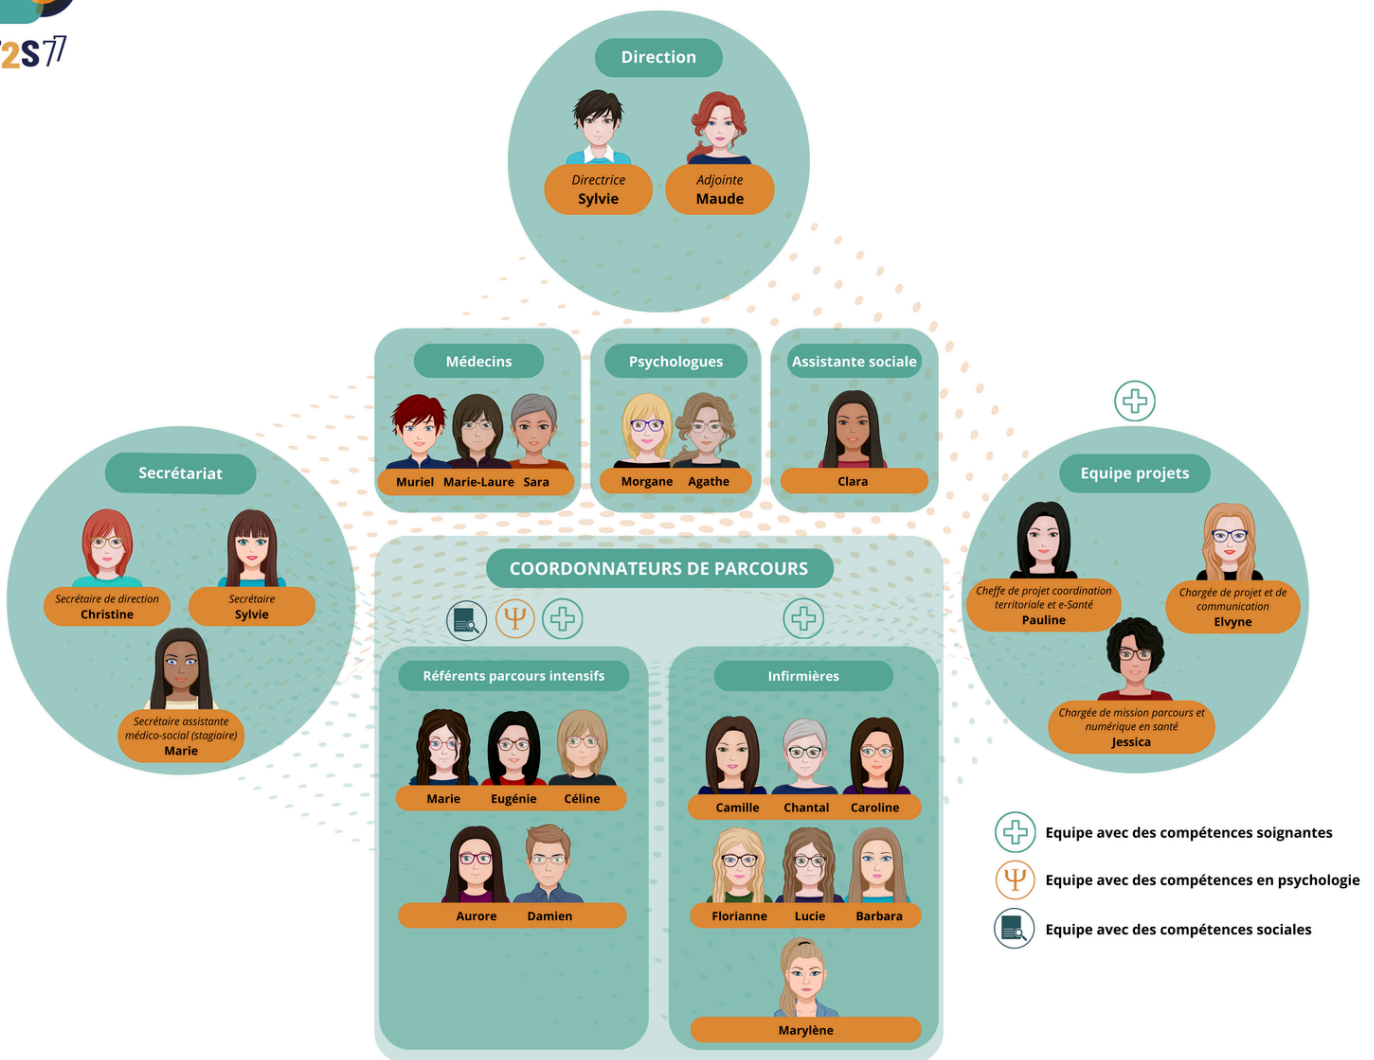 2S77
Direction
Directrice
Sylvie
Adjointe
Maude
Médecins
Muriel Marie-Laure Sara
Psychologues
Morgane Agathe
Assistante sociale
Clara
Secrétariat
Secrétaire de direction
Christine
Secrétaire
Sylvie
Secrétaire assistante
médico-social (stagiaire)
Marie
Equipe projets
Cheffe de projet coordination
territoriale et e-Santé
Pauline
Chargée de projet et de
communication
Elvyne
Chargée de mission parcours et
numérique en santé
Jessica
COORDONNATEURS DE PARCOURS
Référents parcours intensifs
Marie Eugénie Céline
Aurore Damien
Infirmières
Camille Chantal Caroline
Florianne Lucie Barbara
Marylène
Equipe avec des compétences soignantes
Ψ Equipe avec des compétences en psychologie
Equipe avec des compétences sociales